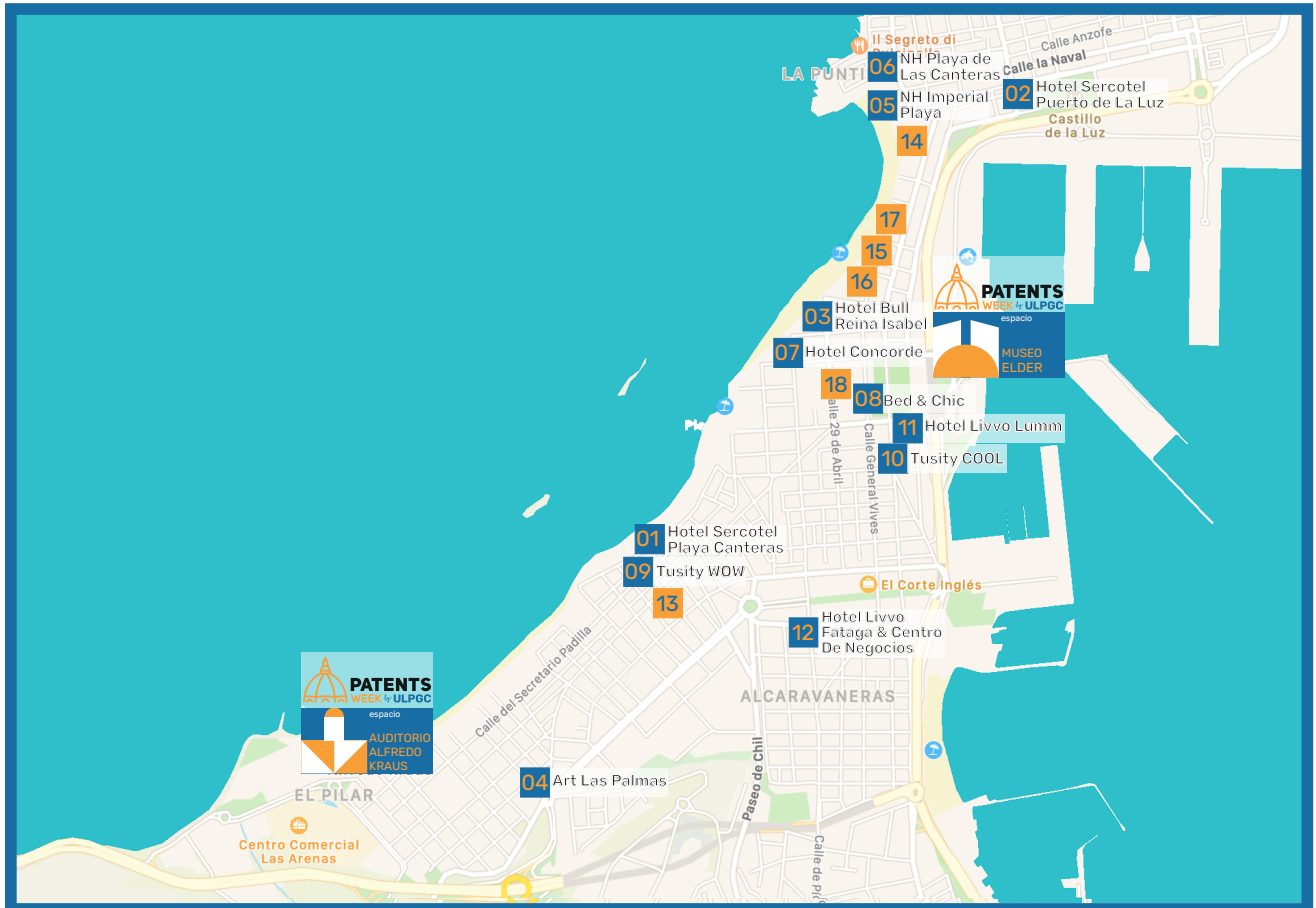 Il Segreto di
Calle Anzofe
Calle la Naval
LA PUNTI
06
NH Playa de
Las Canteras
02
Hotel Sercotel
Puerto de La Luz
05
NH Imperial
Playa
Castillo
de la Luz
14
17
15
16
PATENTS
WEEK by ULPGC
espacio
MUSEO
ELDER
03
Hotel Bull
Reina Isabel
07
Hotel Concorde
18
08
Bed & Chic
alle 29 de Abril
Calle General Vives
11
Hotel Livvo Lumm
10
Tusity COOL
01
Hotel Sercotel
Playa Canteras
09
Tusity WOW
13
El Corte Inglés
12
Hotel Livvo
Fataga & Centro
De Negocios
Calle del Secretario Padilla
ALCARAVANERAS
PATENTS
WEEK by ULPGC
espacio
AUDITORIO
ALFREDO
KRAUS
04
Art Las Palmas
Paseo de Chil
EL PILAR
Centro Comercial
Las Arenas
Calle de Pí